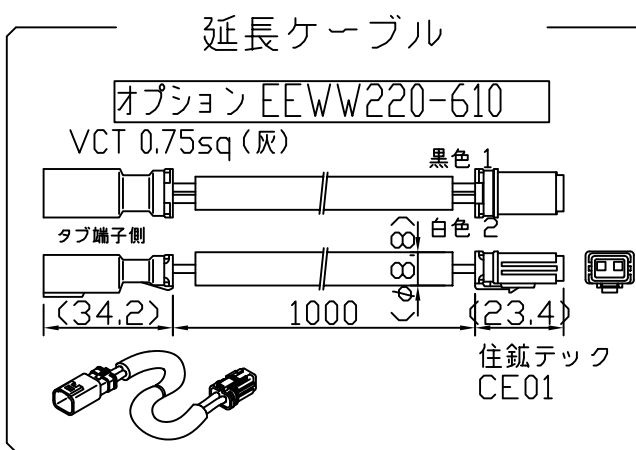 延長ケーブル
オプション EEWW220-610
VCT 0.75sq (灰)
黒色 1
タブ端子側
白色 2
(φ8.8)
(34.2)
1000
(23.4)
住鉱テック
CE01